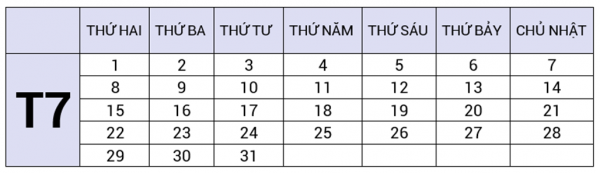 THỨ HAI THỨ BA THỨ TƯ THỨ NĂM THỨ SÁU THỨ BẢY CHỦ NHẬT
T7
1 2 3 4 5 6 7
8 9 10 11 12 13 14
15 16 17 18 19 20 21
22 23 24 25 26 27 28
29 30 31